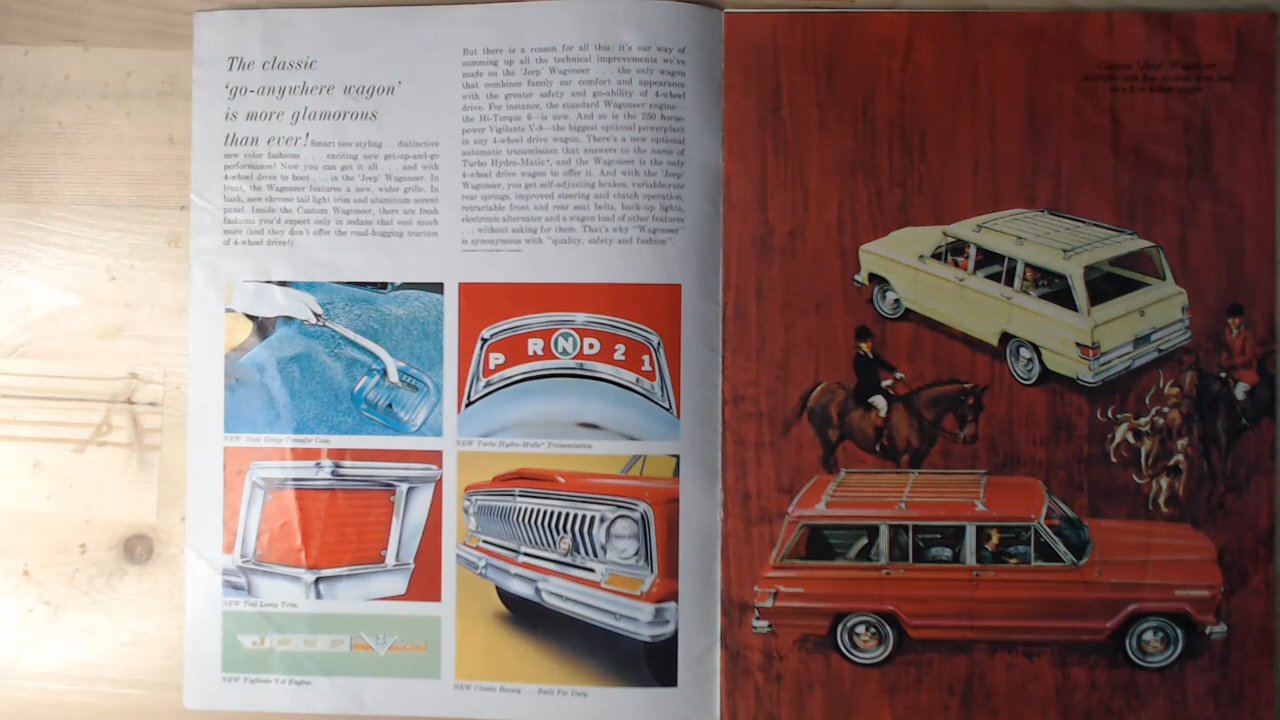 The classic
‘go-anywhere wagon’
is more glamorous
than ever! Smart new styling . . . distinctive
new color fashions . . . exciting new get-up-and-go
performance! Now you can get it all . . . and with
4-wheel drive to boot . . . in the ‘Jeep’ Wagoneer. In
front, the Wagoneer features a new, wider grille. In
back, new chrome tail light trim and aluminum accent
panel. Inside the Custom Wagoneer, there are fresh
fashions you’d expect only in sedans that cost much
more (and they don’t offer the road-hugging traction
of 4-wheel drive!)
But there is a reason for all this: it’s our way of
summing up all the technical improvements we’ve
made on the ‘Jeep’ Wagoneer . . . the only wagon
that combines family car comfort and appearance
with the greater safety and go-ability of 4-wheel
drive. For instance, the standard Wagoneer engine—
the Hi-Torque 6—is new. And so is the 250 horse-
power Vigilante V-8—the biggest optional powerplant
in any 4-wheel drive wagon. There’s a new optional
automatic transmission that answers to the name of
Turbo Hydra-Matic*, and the Wagoneer is the only
4-wheel drive wagon to offer it. And with the ‘Jeep’
Wagoneer, you get self-adjusting brakes, variable-rate
rear springs, improved steering and clutch operation,
retractable front and rear seat belts, back-up lights,
electronic alternator and a wagon load of other features
. . . without asking for them. That’s why “Wagoneer”
is synonymous with “quality, safety and fashion”.
P R N D 2 1
NEW Dual Range Transfer Case.
NEW Turbo Hydra-Matic* Transmission.
NEW Tail Lamp Trim.
JEEP V8
NEW Vigilante V-8 Engine.
NEW Classic Beauty . . . Built For Duty.
Custom ‘Jeep’ Wagoneer